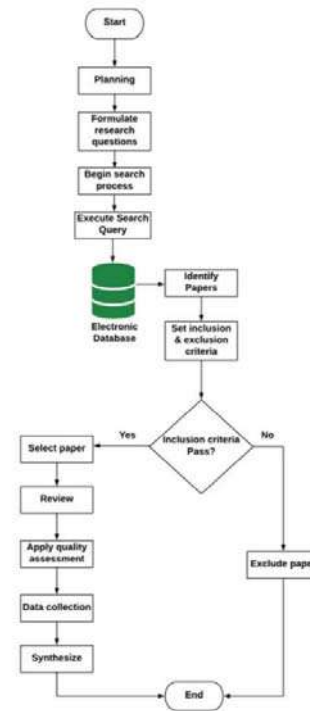 Start
Planning
Formulate
research
questions
Begin search
process
Execute Search
Query
Electronic
Database
Identify
Papers
Set inclusion
& exclusion
criteria
Inclusion criteria
Pass?
Yes
No
Select paper
Review
Apply quality
assessment
Data collection
Synthesize
Exclude paper
End